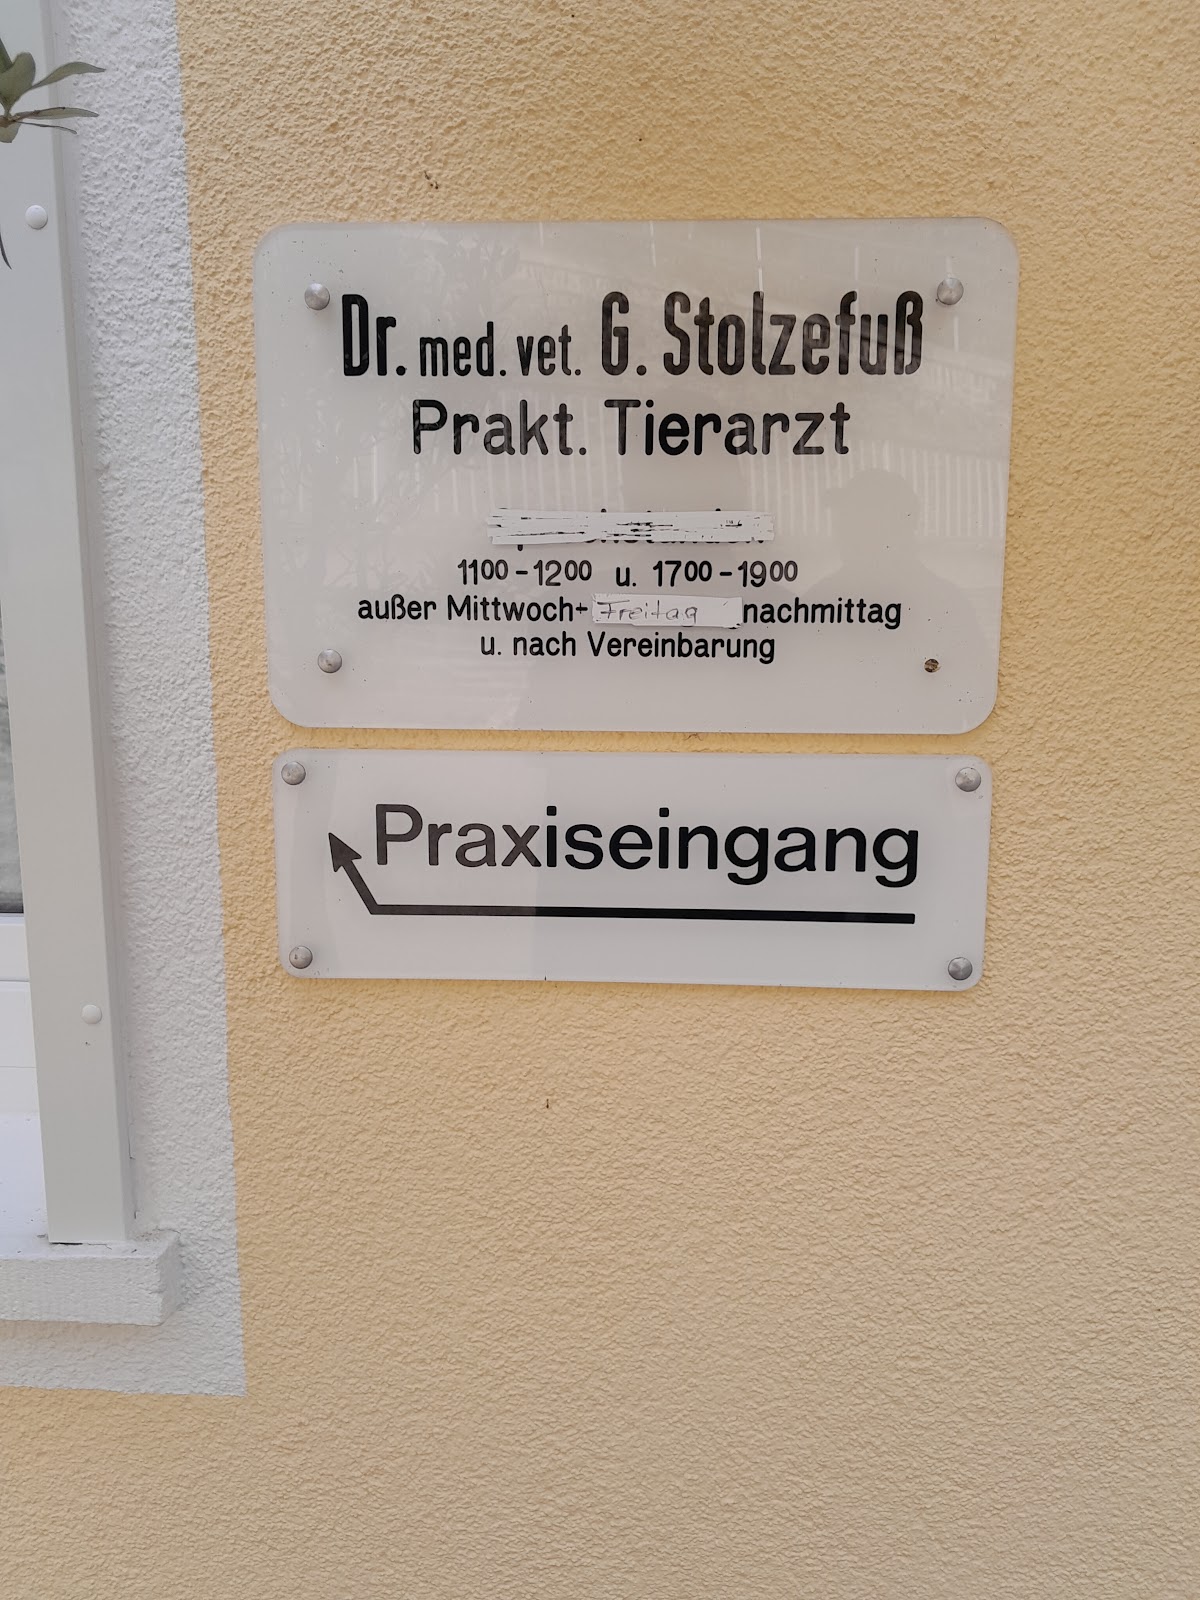 Dr. med. vet. G. Stolzefuß
Prakt. Tierarzt
11⁰⁰ - 12⁰⁰ u. 17⁰⁰ - 19⁰⁰
außer Mittwoch+ Freitag nachmittag
u. nach Vereinbarung
Praxiseingang